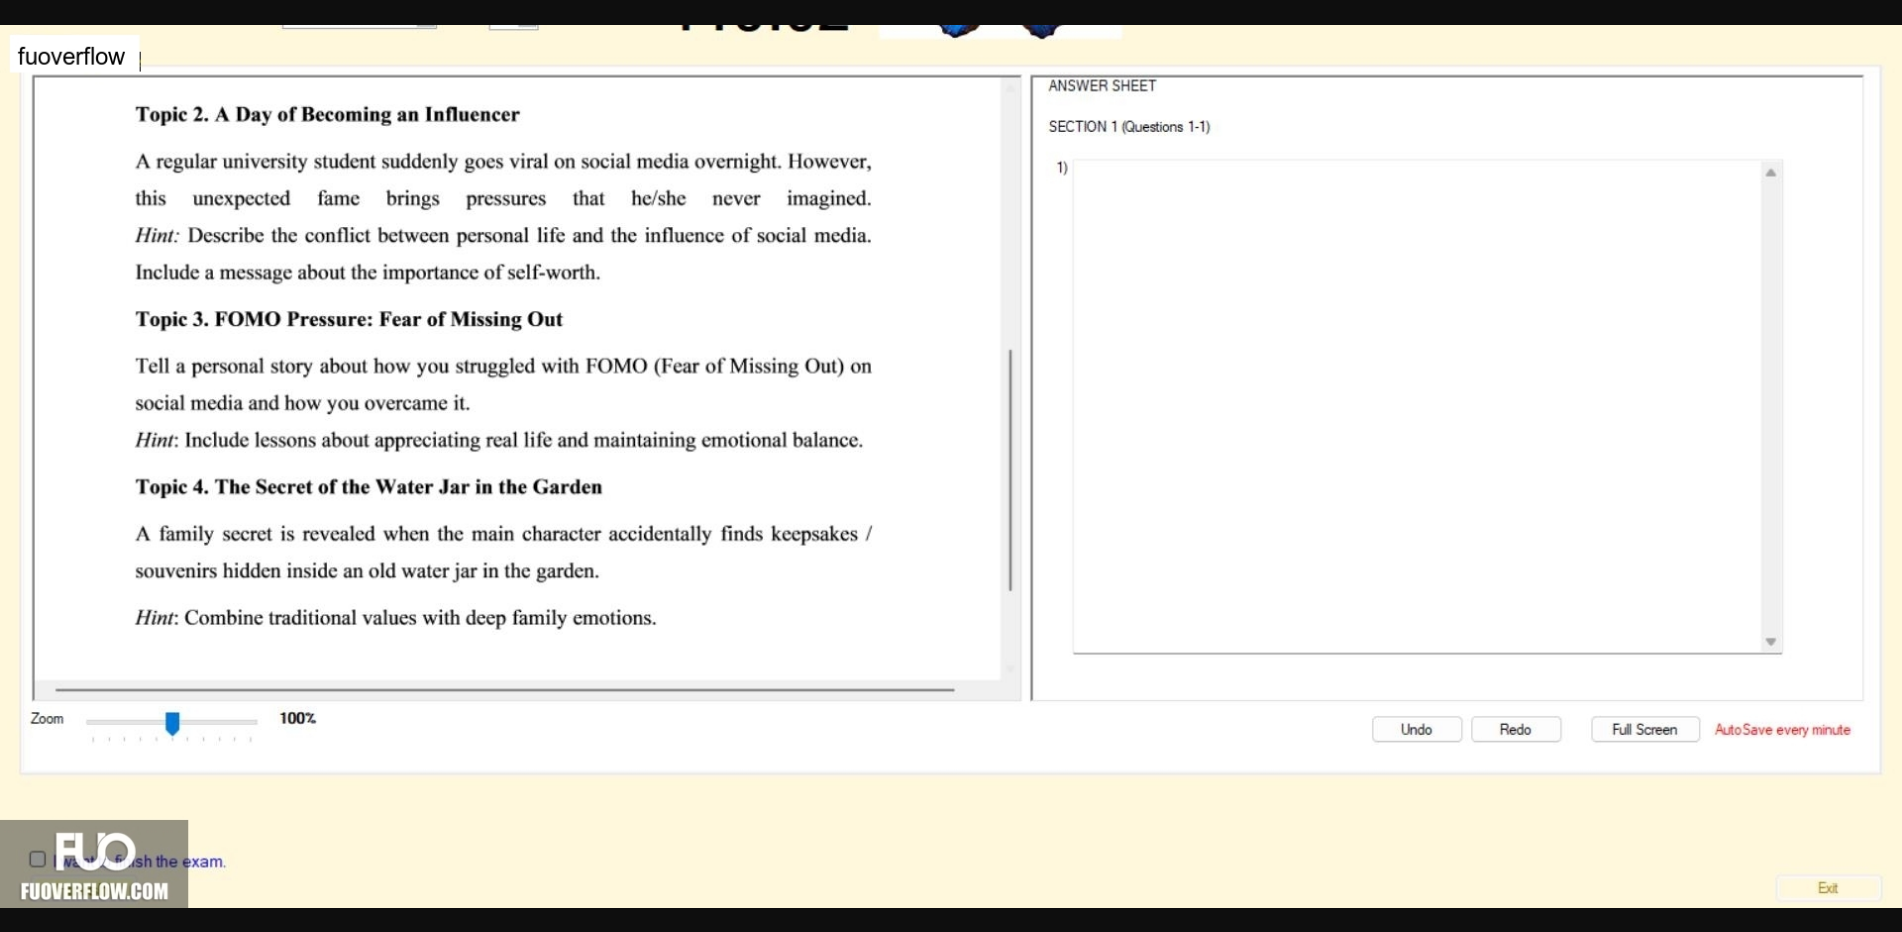 fuoverflow
Topic 2. A Day of Becoming an Influencer
A regular university student suddenly goes viral on social media overnight. However,
this unexpected fame brings pressures that he/she never imagined.
Hint: Describe the conflict between personal life and the influence of social media.
Include a message about the importance of self-worth.
Topic 3. FOMO Pressure: Fear of Missing Out
Tell a personal story about how you struggled with FOMO (Fear of Missing Out) on
social media and how you overcame it.
Hint: Include lessons about appreciating real life and maintaining emotional balance.
Topic 4. The Secret of the Water Jar in the Garden
A family secret is revealed when the main character accidentally finds keepsakes /
souvenirs hidden inside an old water jar in the garden.
Hint: Combine traditional values with deep family emotions.
ANSWER SHEET
SECTION 1 (Questions 1-1)
1)
Zoom
100%
Undo
Redo
Full Screen
AutoSave every minute
the exam.
FUO
FUOVERFLOW.COM
Exit